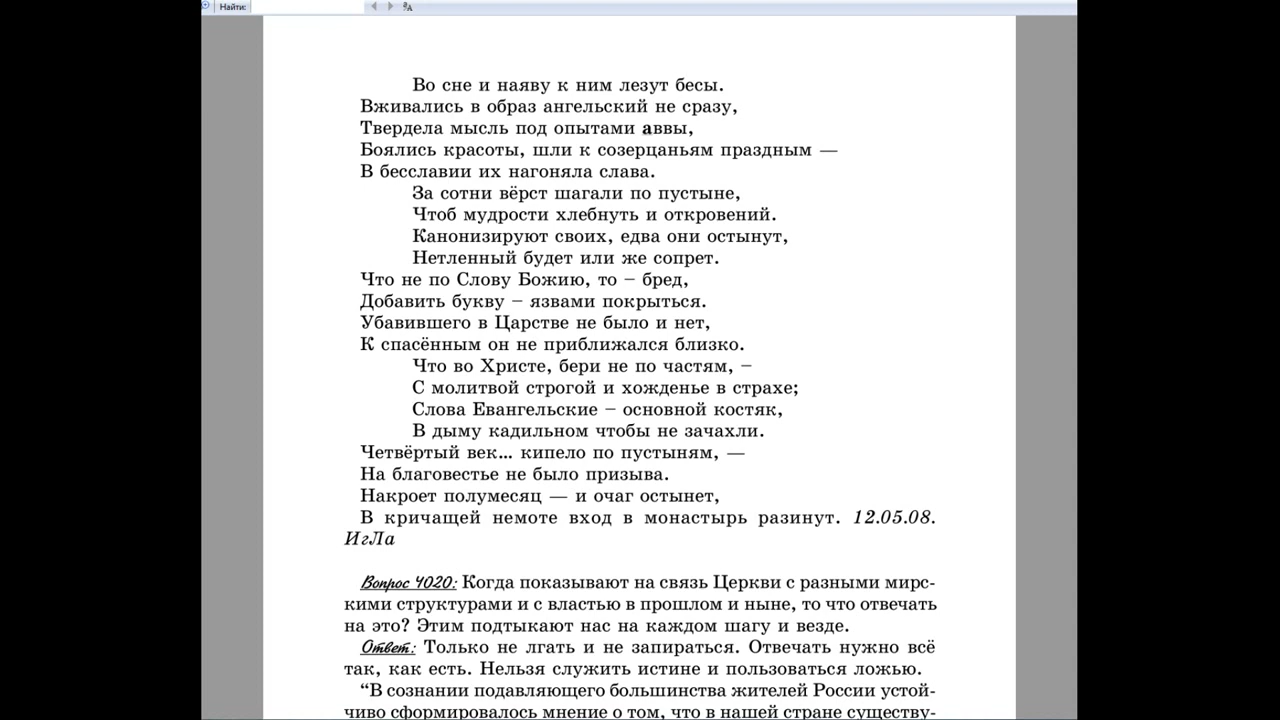 Найти:
Во сне и наяву к ним лезут бесы.
Вживались в образ ангельский не сразу,
Твердела мысль под опытами аввы,
Боялись красоты, шли к созерцаньям праздным —
В бесславии их нагоняла слава.
За сотни вёрст шагали по пустыне,
Чтоб мудрости хлебнуть и откровений.
Канонизируют своих, едва они остынут,
Нетленный будет или же сопрет.
Что не по Слову Божию, то – бред,
Добавить букву – язвами покрыться.
Убавившего в Царстве не было и нет,
К спасённым он не приближался близко.
Что во Христе, бери не по частям, –
С молитвой строгой и хожденье в страхе;
Слова Евангельские – основной костяк,
В дыму кадильном чтобы не зачахли.
Четвёртый век... кипело по пустыням, —
На благовестье не было призыва.
Накроет полумесяц — и очаг остынет,
В кричащей немоте вход в монастырь разинут. 12.05.08.
ИгЛа
Вопрос 4020: Когда показывают на связь Церкви с разными мирс-
кими структурами и с властью в прошлом и ныне, то что отвечать
на это? Этим подтыкают нас на каждом шагу и везде.
Ответ: Только не лгать и не запираться. Отвечать нужно всё
так, как есть. Нельзя служить истине и пользоваться ложью.
“В сознании подавляющего большинства жителей России устой-
чиво сформировалось мнение о том, что в нашей стране существу-